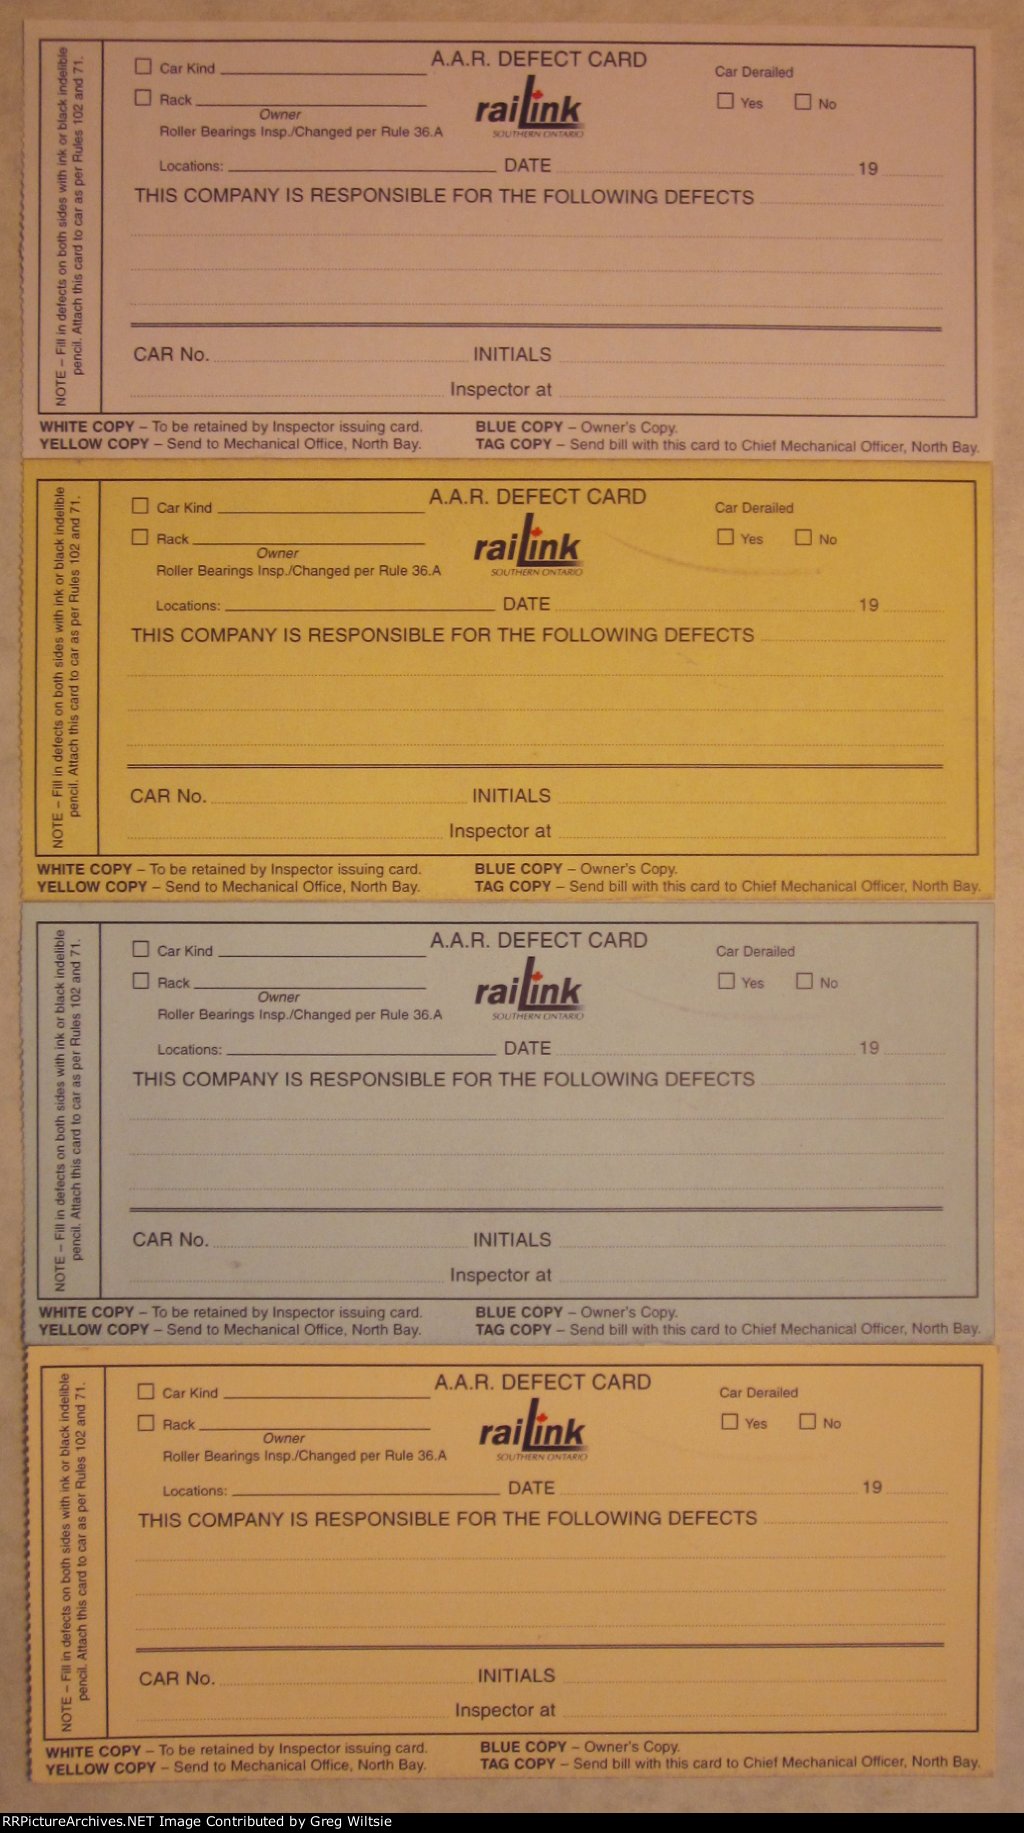 NOTE – Fill in defects on both sides with ink or black indelible
pencil. Attach this card to car as per Rules 102 and 71.
A.A.R. DEFECT CARD
Car Kind
Car Derailed
Rack
Yes No
Owner
raiLink
SOUTHERN ONTARIO
Roller Bearings Insp./Changed per Rule 36.A
Locations: DATE 19
THIS COMPANY IS RESPONSIBLE FOR THE FOLLOWING DEFECTS
CAR No. INITIALS
Inspector at
WHITE COPY – To be retained by Inspector issuing card. BLUE COPY – Owner's Copy.
YELLOW COPY – Send to Mechanical Office, North Bay. TAG COPY – Send bill with this card to Chief Mechanical Officer, North Bay.
NOTE – Fill in defects on both sides with ink or black indelible
pencil. Attach this card to car as per Rules 102 and 71.
A.A.R. DEFECT CARD
Car Kind
Car Derailed
Rack
Yes No
Owner
raiLink
SOUTHERN ONTARIO
Roller Bearings Insp./Changed per Rule 36.A
Locations: DATE 19
THIS COMPANY IS RESPONSIBLE FOR THE FOLLOWING DEFECTS
CAR No. INITIALS
Inspector at
WHITE COPY – To be retained by Inspector issuing card. BLUE COPY – Owner's Copy.
YELLOW COPY – Send to Mechanical Office, North Bay. TAG COPY – Send bill with this card to Chief Mechanical Officer, North Bay.
NOTE – Fill in defects on both sides with ink or black indelible
pencil. Attach this card to car as per Rules 102 and 71.
A.A.R. DEFECT CARD
Car Kind
Car Derailed
Rack
Yes No
Owner
raiLink
SOUTHERN ONTARIO
Roller Bearings Insp./Changed per Rule 36.A
Locations: DATE 19
THIS COMPANY IS RESPONSIBLE FOR THE FOLLOWING DEFECTS
CAR No. INITIALS
Inspector at
WHITE COPY – To be retained by Inspector issuing card. BLUE COPY – Owner's Copy.
YELLOW COPY – Send to Mechanical Office, North Bay. TAG COPY – Send bill with this card to Chief Mechanical Officer, North Bay.
NOTE – Fill in defects on both sides with ink or black indelible
pencil. Attach this card to car as per Rules 102 and 71.
A.A.R. DEFECT CARD
Car Kind
Car Derailed
Rack
Yes No
Owner
raiLink
SOUTHERN ONTARIO
Roller Bearings Insp./Changed per Rule 36.A
Locations: DATE 19
THIS COMPANY IS RESPONSIBLE FOR THE FOLLOWING DEFECTS
CAR No. INITIALS
Inspector at
WHITE COPY – To be retained by Inspector issuing card. BLUE COPY – Owner's Copy.
YELLOW COPY – Send to Mechanical Office, North Bay. TAG COPY – Send bill with this card to Chief Mechanical Officer, North Bay.
RRPictureArchives.NET Image Contributed by Greg Wiltsie